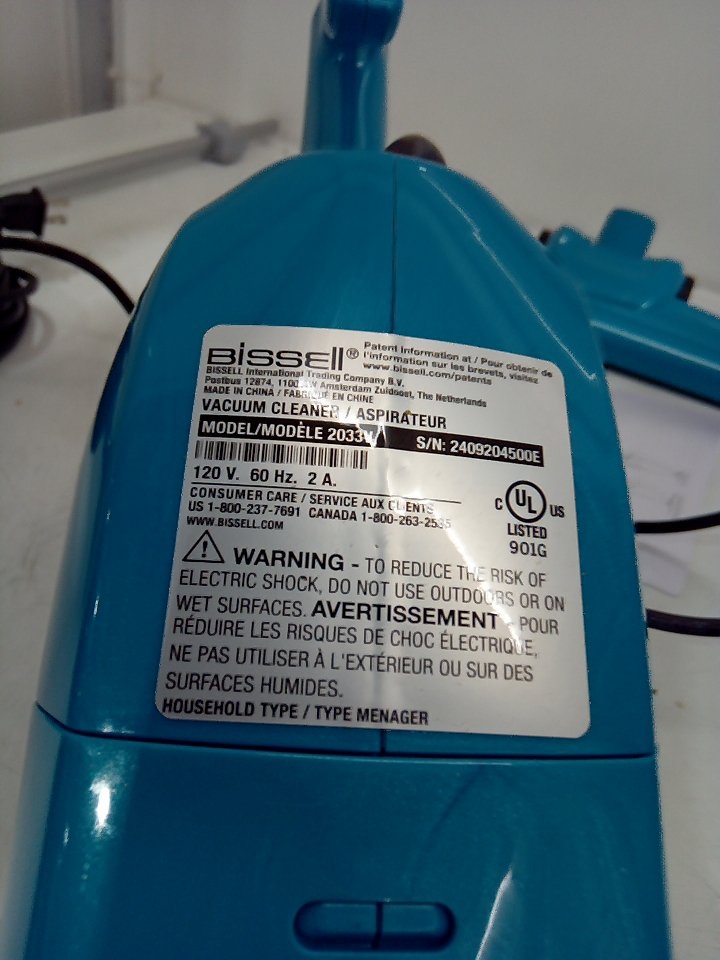 BISSELL®
Patent Information at / Pour obtenir de
l'information sur les brevets, visitez
www.bissell.com/patents
BISSELL International Trading Company B.V.
Postbus 12874, 1100 Amsterdam Zuidoost, The Netherlands
MADE IN CHINA / FABRIQUÉ EN CHINE
VACUUM CLEANER / ASPIRATEUR
MODEL/MODÈLE S/N: 2409204500E
120 V. 60 Hz. 2 A.
CONSUMER CARE / SERVICE AUX CLIENTS
US 1-800-237-7691 CANADA 1-800-263-2535
WWW.BISSELL.COM
C UL US
LISTED
901G
WARNING - TO REDUCE THE RISK OF
ELECTRIC SHOCK, DO NOT USE OUTDOORS OR ON
WET SURFACES. AVERTISSEMENT - POUR
RÉDUIRE LES RISQUES DE CHOC ÉLECTRIQUE,
NE PAS UTILISER À L'EXTÉRIEUR OU SUR DES
SURFACES HUMIDES.
HOUSEHOLD TYPE / TYPE MENAGER